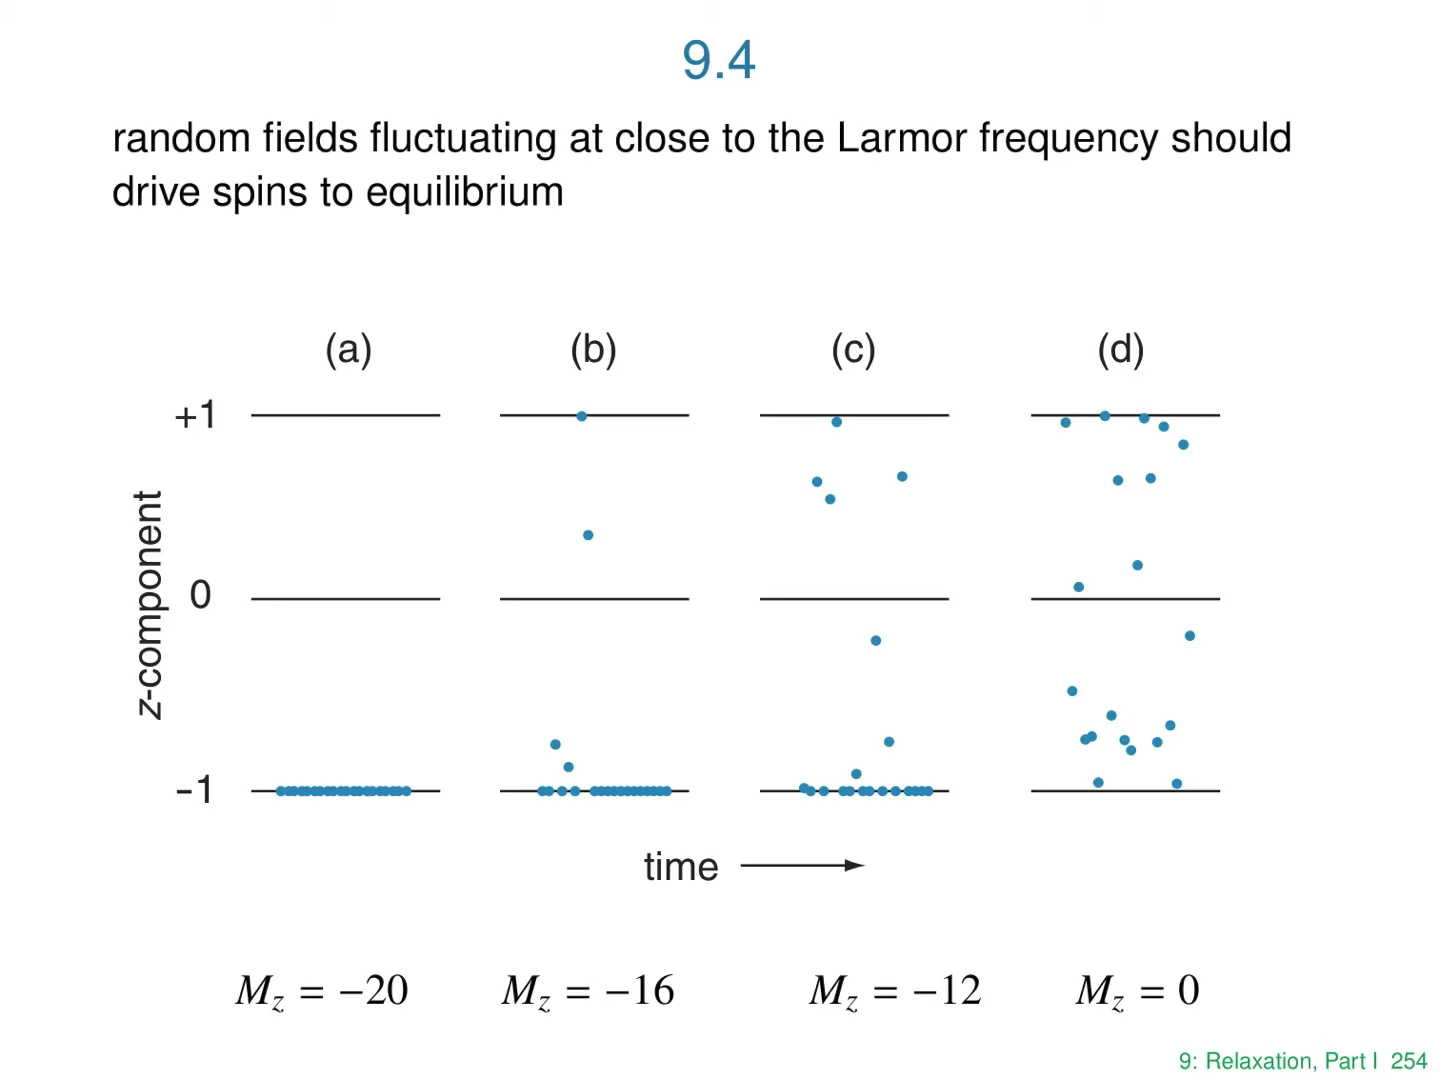 9.4
random fields fluctuating at close to the Larmor frequency should
drive spins to equilibrium
(a) (b) (c) (d)
+1
z-component
0
-1
time
Mz = −20 Mz = −16 Mz = −12 Mz = 0
9: Relaxation, Part I 254